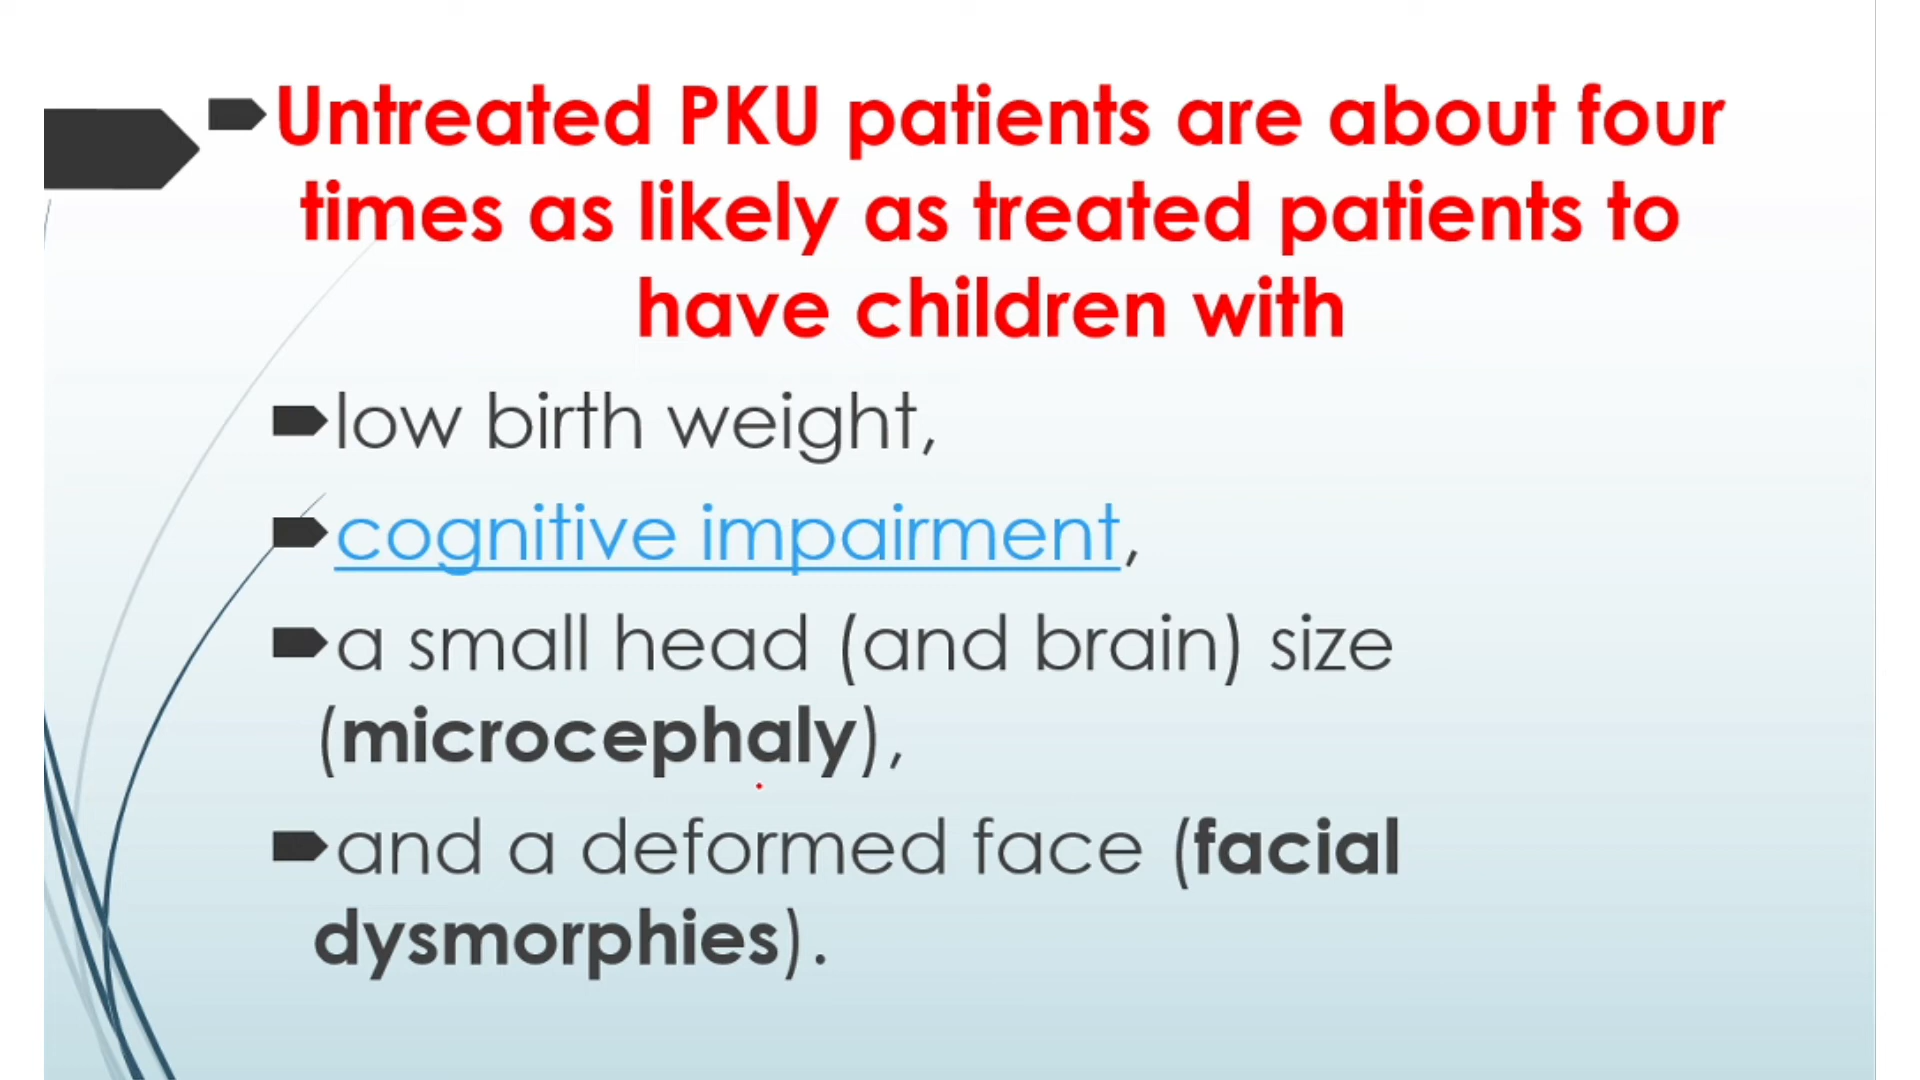 Untreated PKU patients are about four
times as likely as treated patients to
have children with
low birth weight,
cognitive impairment,
a small head (and brain) size
(microcephaly),
and a deformed face (facial
dysmorphies).